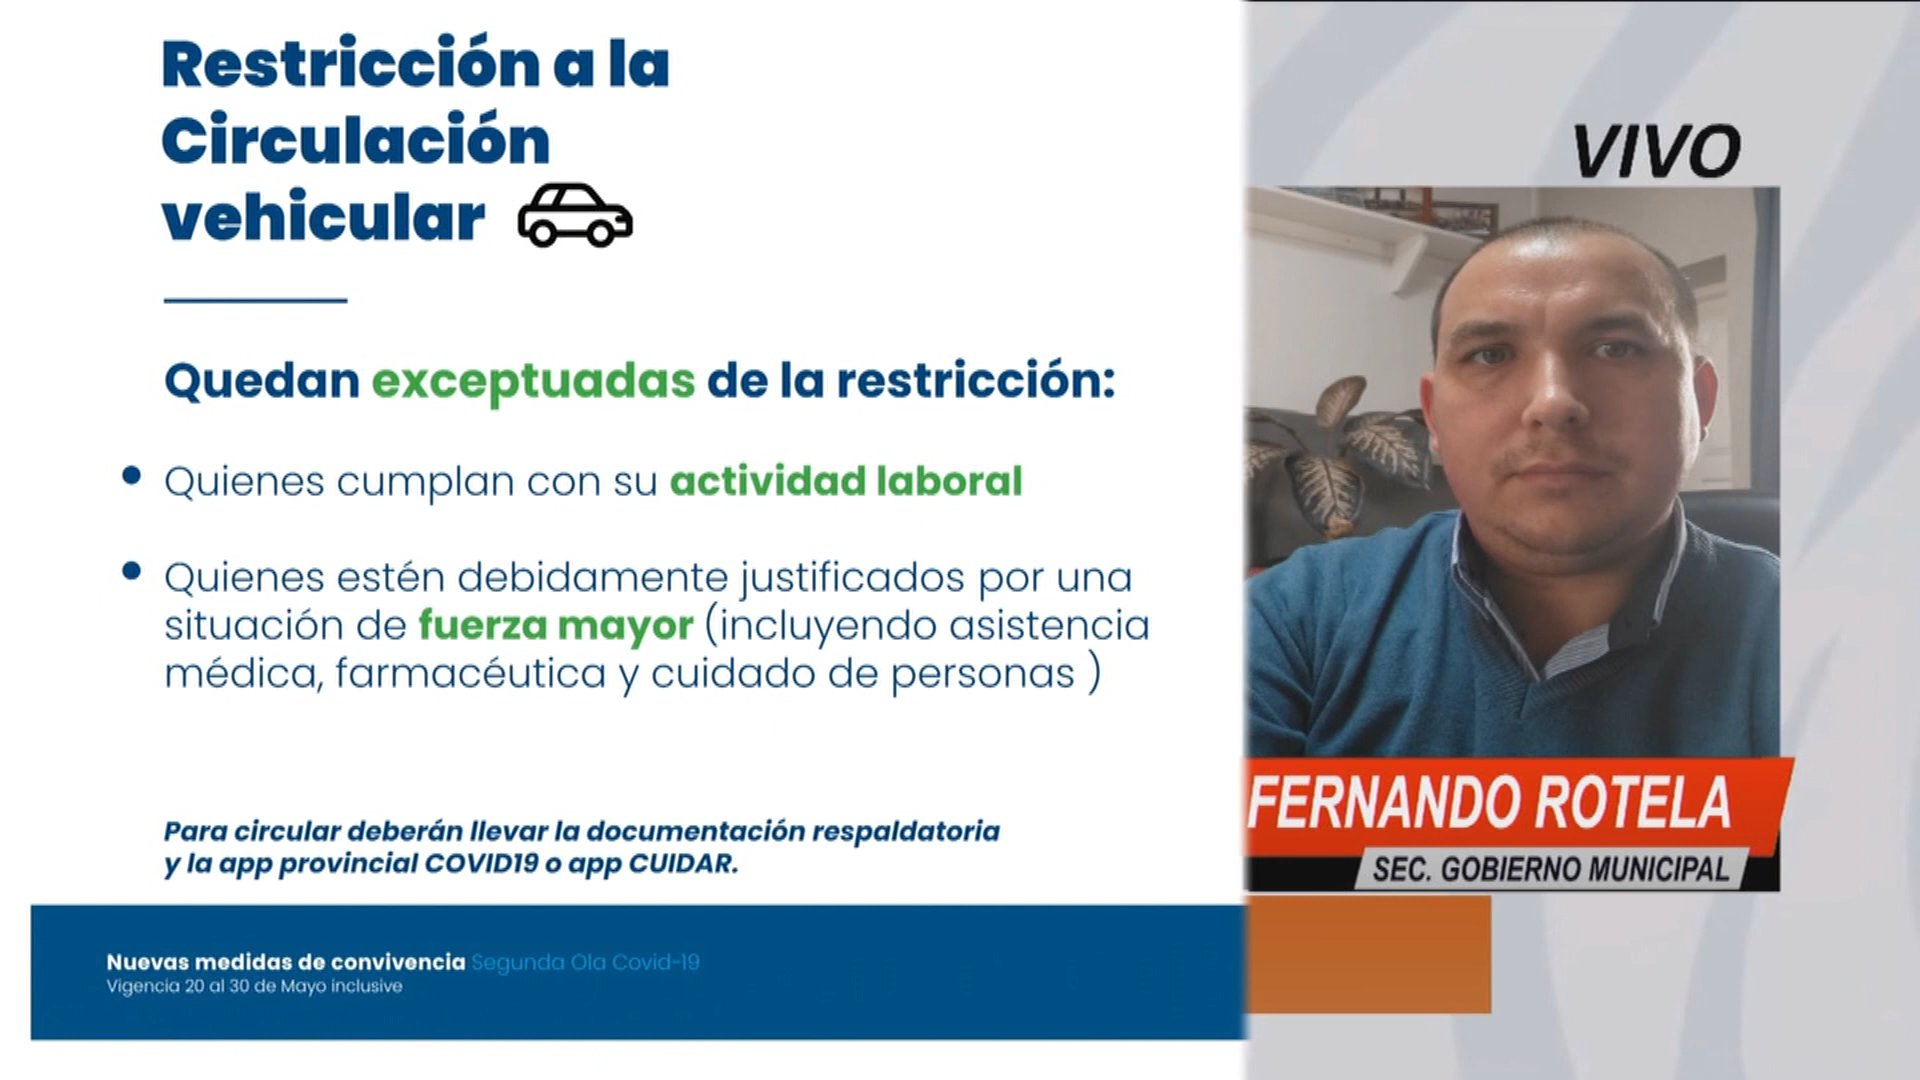 Restricción a la
Circulación
vehicular
Quedan exceptuadas de la restricción:
Quienes cumplan con su actividad laboral
Quienes estén debidamente justificados por una
situación de fuerza mayor (incluyendo asistencia
médica, farmacéutica y cuidado de personas )
Para circular deberán llevar la documentación respaldatoria
y la app provincial COVID19 o app CUIDAR.
Nuevas medidas de convivencia Segunda Ola Covid-19
Vigencia 20 al 30 de Mayo inclusive
VIVO
FERNANDO ROTELA
SEC. GOBIERNO MUNICIPAL